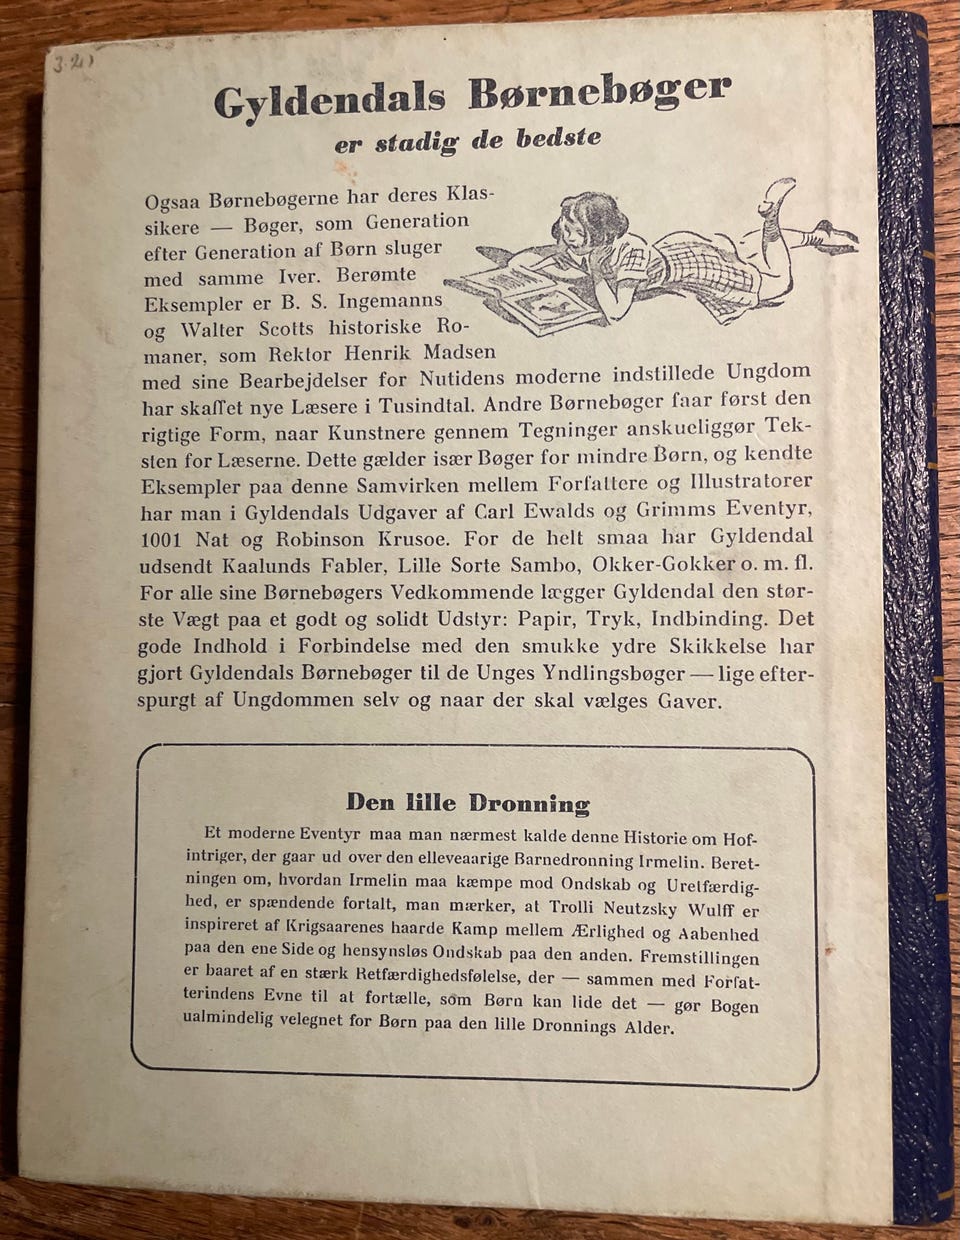 Gyldendals Børnebøger
er stadig de bedste
Ogsaa Børnebøgerne har deres Klas-
sikere — Bøger, som Generation
efter Generation af Børn sluger
med samme Iver. Berømte
Eksempler er B. S. Ingemanns
og Walter Scotts historiske Ro-
maner, som Rektor Henrik Madsen
med sine Bearbejdelser for Nutidens moderne indstillede Ungdom
har skaffet nye Læsere i Tusindtal. Andre Børnebøger faar først den
rigtige Form, naar Kunstnere gennem Tegninger anskueliggør Tek-
sten for Læserne. Dette gælder især Bøger for mindre Børn, og kendte
Eksempler paa denne Samvirken mellem Forfattere og Illustratorer
har man i Gyldendals Udgaver af Carl Ewalds og Grimms Eventyr,
1001 Nat og Robinson Krusoe. For de helt smaa har Gyldendal
udsendt Kaalunds Fabler, Lille Sorte Sambo, Okker-Gokker o. m. fl.
For alle sine Børnebøgers Vedkommende lægger Gyldendal den stør-
ste Vægt paa et godt og solidt Udstyr: Papir, Tryk, Indbinding. Det
gode Indhold i Forbindelse med den smukke ydre Skikkelse har
gjort Gyldendals Børnebøger til de Unges Yndlingsbøger — lige efter-
spurgt af Ungdommen selv og naar der skal vælges Gaver.
Den lille Dronning
Et moderne Eventyr maa man nærmest kalde denne Historie om Hof-
intriger, der gaar ud over den elleveaarige Barnedronning Irmelin. Beret-
ningen om, hvordan Irmelin maa kæmpe mod Ondskab og Uretfærdig-
hed, er spændende fortalt, man mærker, at Trolli Neutzsky Wulff er
inspireret af Krigsaarenes haarde Kamp mellem Ærlighed og Aabenhed
paa den ene Side og hensynsløs Ondskab paa den anden. Fremstillingen
er baaret af en stærk Retfærdighedsfølelse, der — sammen med Forfat-
terindens Evne til at fortælle, som Børn kan lide det — gør Bogen
ualmindelig velegnet for Børn paa den lille Dronnings Alder.